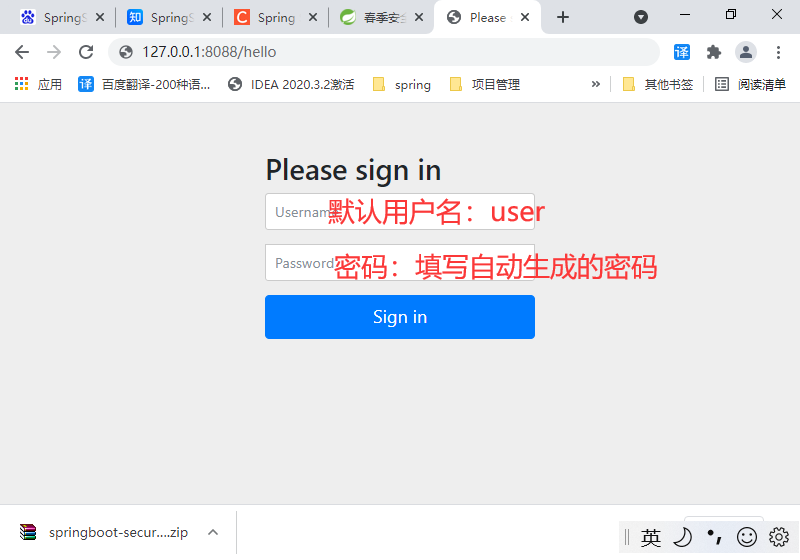 SpringS
SpringS
Spring
春季安全
Please
127.0.0.1:8088/hello
译
应用
译
百度翻译-200种语...
IDEA 2020.3.2激活
spring
项目管理
»
其他书签
阅读清单
Please sign in
Username
默认用户名：user
Password
密码：填写自动生成的密码
Sign in
springboot-secur....zip
英